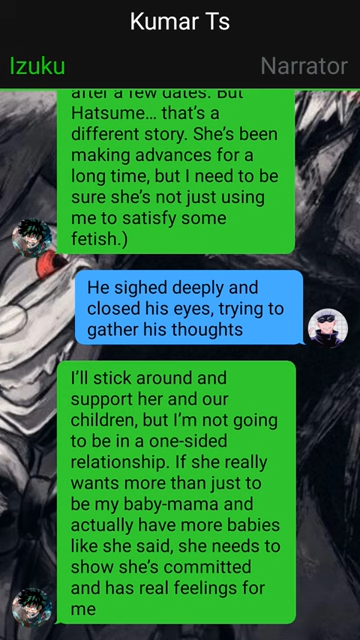 Kumar Ts
Izuku
Narrator
after a few dates. But
Hatsume... that's a
different story. She's been
making advances for a
long time, but I need to be
sure she's not just using
me to satisfy some
fetish.)
He sighed deeply and
closed his eyes, trying to
gather his thoughts
I'll stick around and
support her and our
children, but I'm not going
to be in a one-sided
relationship. If she really
wants more than just to
be my baby-mama and
actually have more babies
like she said, she needs to
show she's committed
and has real feelings for
me